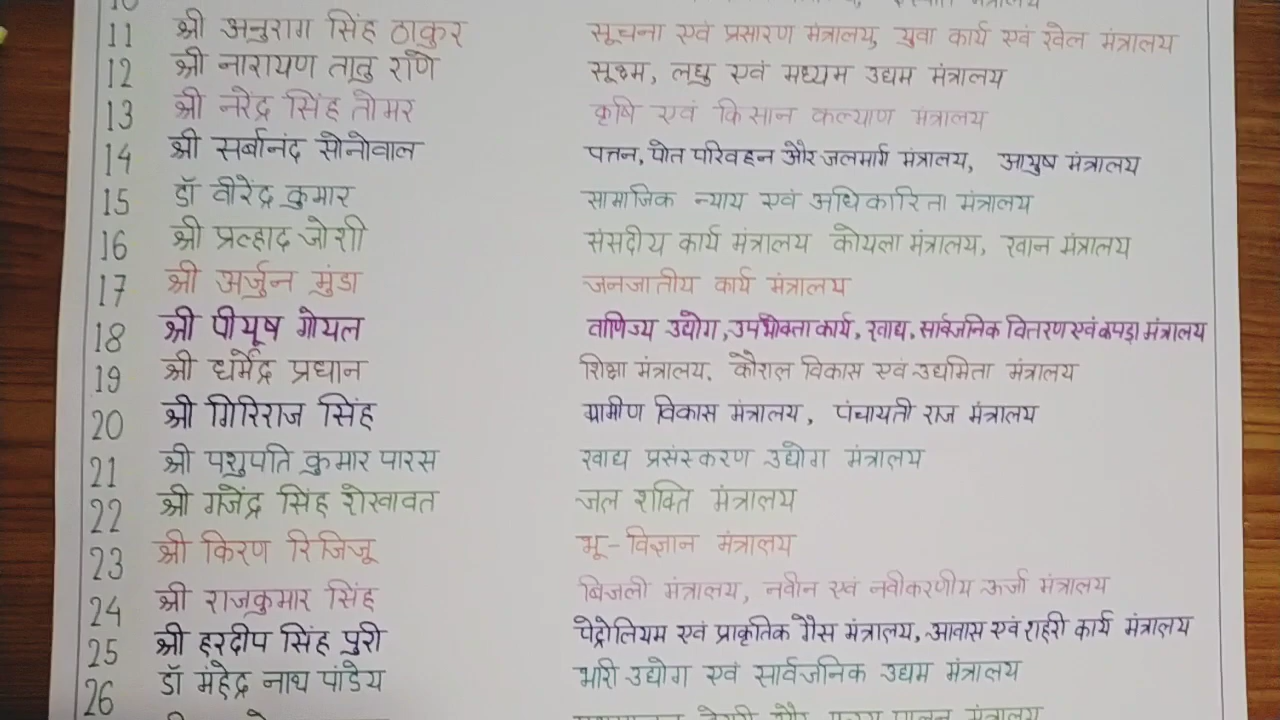 10 मंत्रालय
11 श्री अनुराग सिंह ठाकुर सूचना एवं प्रसारण मंत्रालय, युवा कार्य एवं खेल मंत्रालय
12 श्री नारायण तातु राणे सूक्ष्म, लघु एवं मध्यम उद्यम मंत्रालय
13 श्री नरेंद्र सिंह तोमर कृषि एवं किसान कल्याण मंत्रालय
14 श्री सर्बानंद सोनोवाल पत्तन, पोत परिवहन और जलमार्ग मंत्रालय, आयुष मंत्रालय
15 डॉ वीरेंद्र कुमार सामाजिक न्याय एवं अधिकारिता मंत्रालय
16 श्री प्रल्हाद जोशी संसदीय कार्य मंत्रालय कोयला मंत्रालय, खान मंत्रालय
17 श्री अर्जुन मुंडा जनजातीय कार्य मंत्रालय
18 श्री पीयूष गोयल वाणिज्य उद्योग, उपभोक्ता कार्य, खाद्य, सार्वजनिक वितरण एवं कपड़ा मंत्रालय
19 श्री धर्मेंद्र प्रधान शिक्षा मंत्रालय, कौशल विकास एवं उद्यमिता मंत्रालय
20 श्री गिरिराज सिंह ग्रामीण विकास मंत्रालय, पंचायती राज मंत्रालय
21 श्री पशुपति कुमार पारस खाद्य प्रसंस्करण उद्योग मंत्रालय
22 श्री गजेंद्र सिंह शेखावत जल शक्ति मंत्रालय
23 श्री किरण रिजिजू भू-विज्ञान मंत्रालय
24 श्री राजकुमार सिंह बिजली मंत्रालय, नवीन एवं नवीकरणीय ऊर्जा मंत्रालय
25 श्री हरदीप सिंह पुरी पेट्रोलियम एवं प्राकृतिक गैस मंत्रालय, आवास एवं शहरी कार्य मंत्रालय
26 डॉ मंहेद्र नाथ पांडेय भारी उद्योग एवं सार्वजनिक उद्यम मंत्रालय